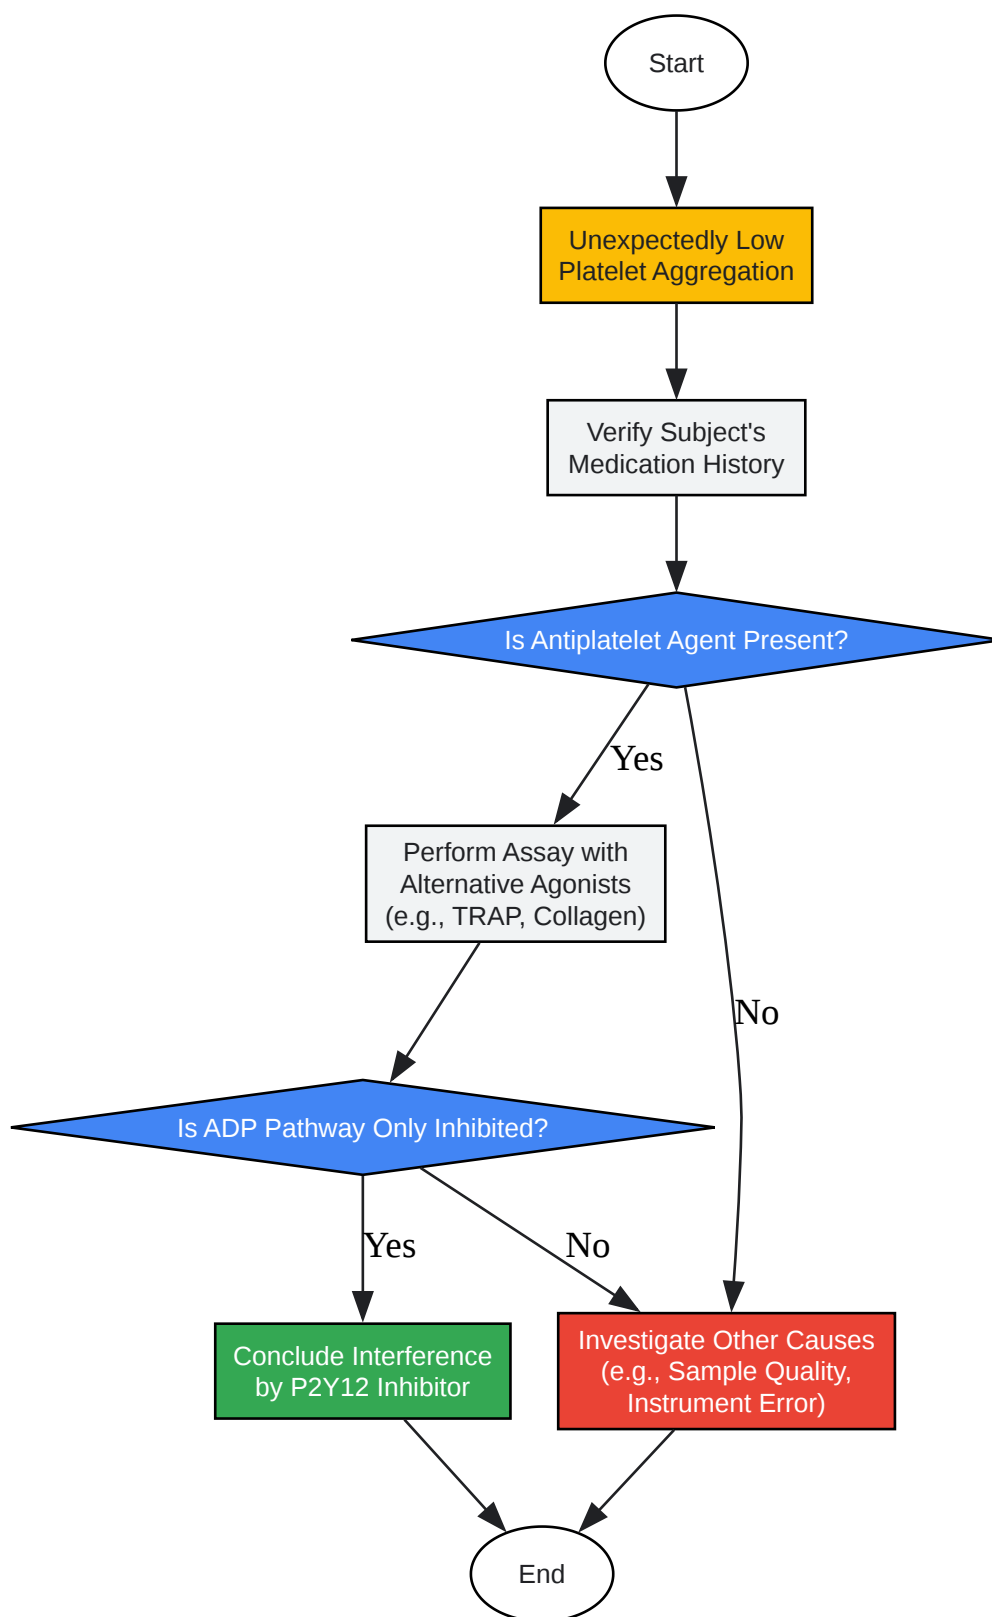 Start
Unexpectedly Low
Platelet Aggregation
Verify Subject's
Medication History
Is Antiplatelet Agent Present?
Yes
Perform Assay with
Alternative Agonists
(e.g., TRAP, Collagen)
No
Is ADP Pathway Only Inhibited?
Yes
No
Conclude Interference
by P2Y12 Inhibitor
Investigate Other Causes
(e.g., Sample Quality,
Instrument Error)
End